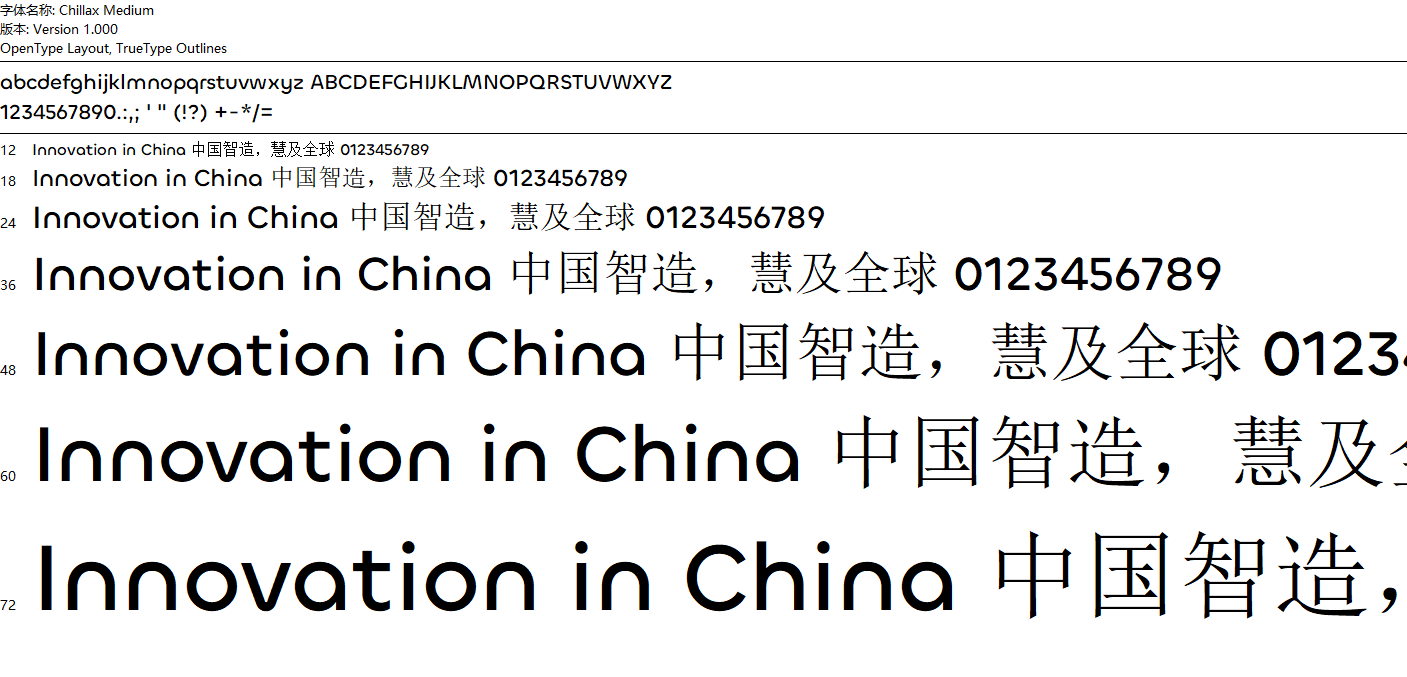 字体名称: Chillax Medium
版本: Version 1.000
OpenType Layout, TrueType Outlines
abcdefghijklmnopqrstuvwxyz ABCDEFGHIJKLMNOPQRSTUVWXYZ
1234567890.:,; ' " (!?) +-*/=
12 Innovation in China 中国智造，慧及全球 0123456789
18 Innovation in China 中国智造，慧及全球 0123456789
24 Innovation in China 中国智造，慧及全球 0123456789
36 Innovation in China 中国智造，慧及全球 0123456789
48 Innovation in China 中国智造，慧及全球 0123
60 Innovation in China 中国智造，慧及
72 Innovation in China 中国智造，